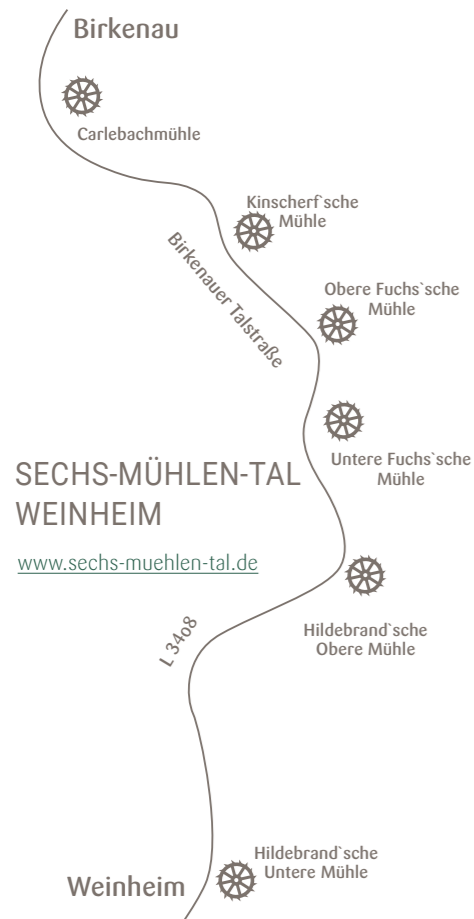 Birkenau
Carlebachmühle
Kinscherf`sche
Mühle
Birkenauer Talstraße
Obere Fuchs`sche
Mühle
Untere Fuchs`sche
Mühle
SECHS-MÜHLEN-TAL
WEINHEIM
www.sechs-muehlen-tal.de
Hildebrand`sche
Obere Mühle
L 3408
Hildebrand`sche
Untere Mühle
Weinheim